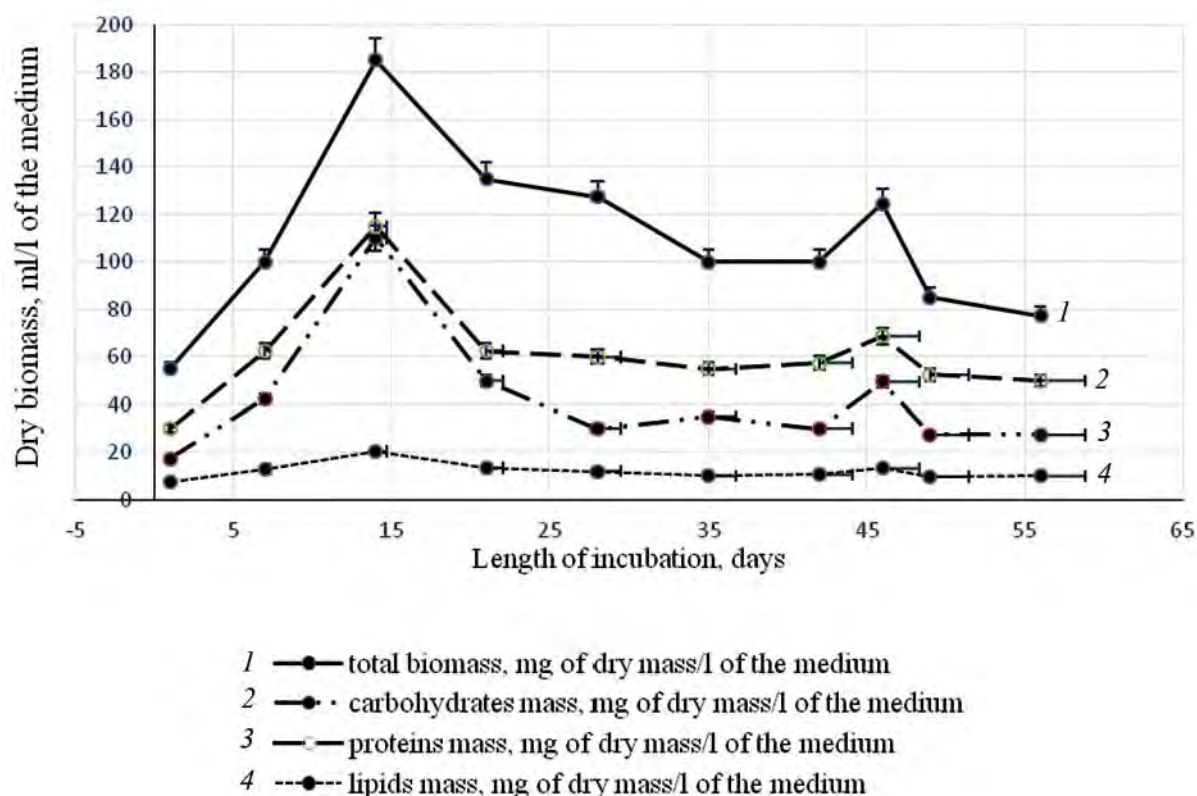 200
180
160
140
120
100
80
60
40
20
0
Dry biomass, ml/l of the medium
-5 5 15 25 35 45 55 65
Length of incubation, days
1
2
3
4
1 total biomass, mg of dry mass/l of the medium
2 carbohydrates mass, mg of dry mass/l of the medium
3 proteins mass, mg of dry mass/l of the medium
4 lipids mass, mg of dry mass/l of the medium